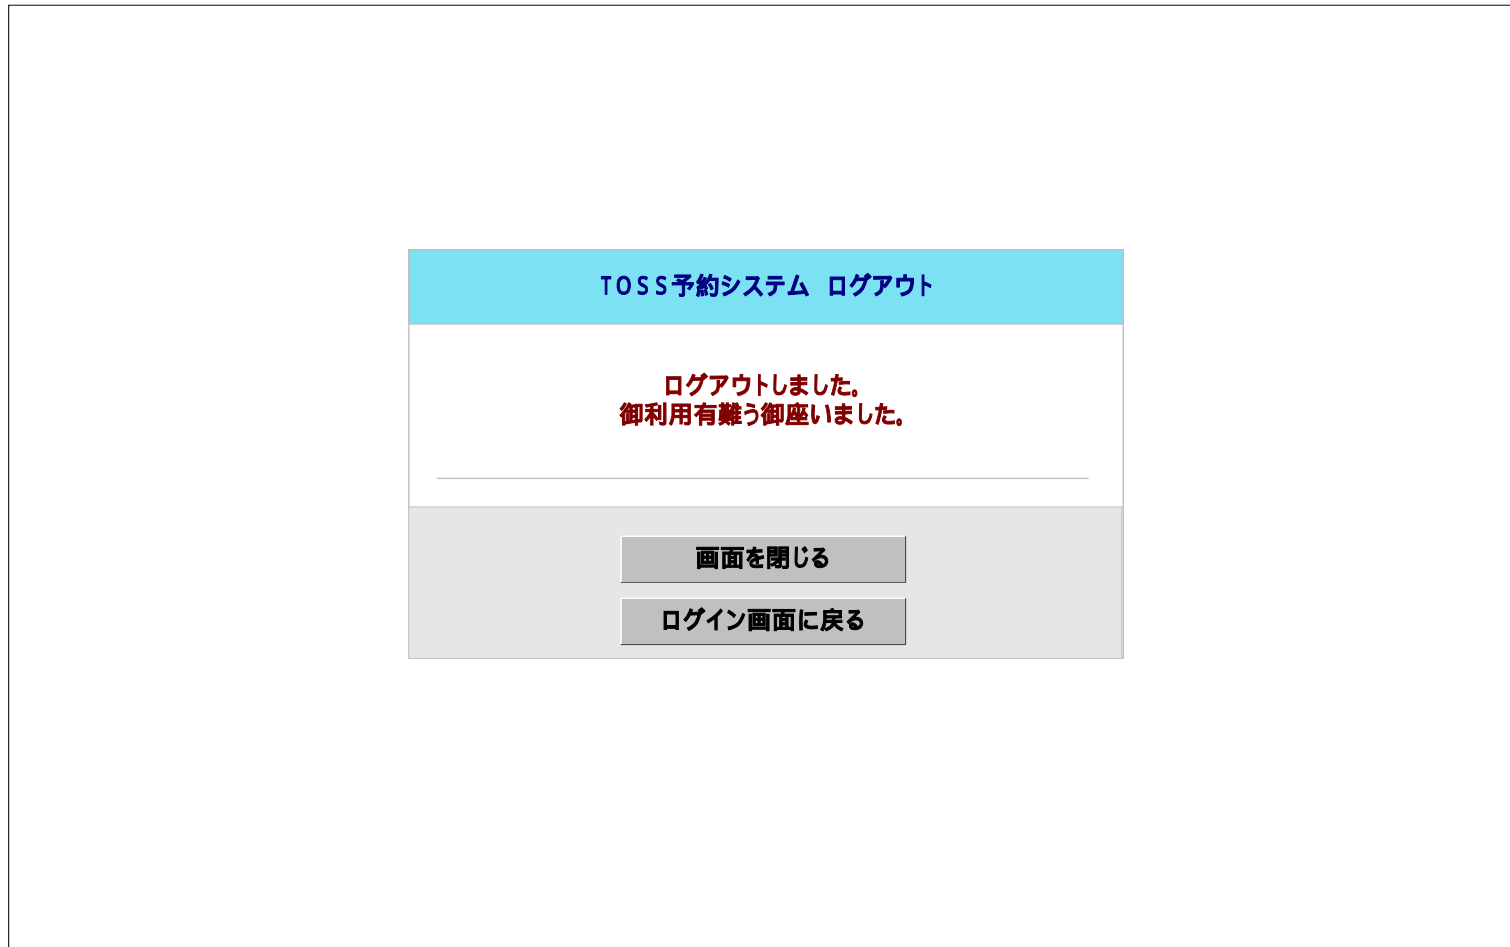 TOSS予約システム　ログアウト
ログアウトしました。
御利用有難う御座いました。
画面を閉じる
ログイン画面に戻る